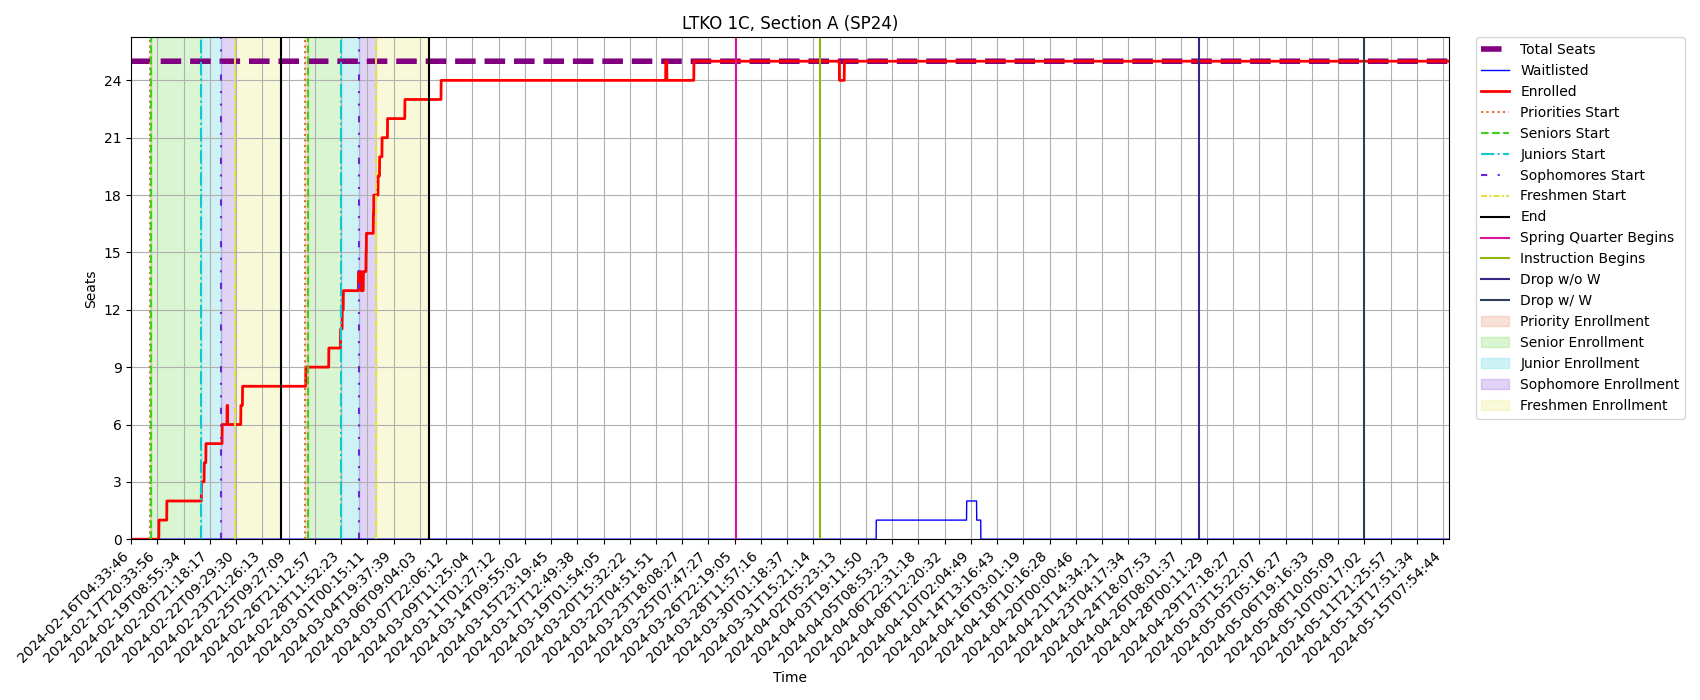 LTKO 1C, Section A (SP24)
Total Seats
Waitlisted
Enrolled
Priorities Start
Seniors Start
Juniors Start
Sophomores Start
Freshmen Start
End
Spring Quarter Begins
Instruction Begins
Drop w/o W
Drop w/ W
Priority Enrollment
Senior Enrollment
Junior Enrollment
Sophomore Enrollment
Freshmen Enrollment
Seats
24
21
18
15
12
9
6
3
0
2024-02-16T04:33:46
2024-02-17T20:33:56
2024-02-19T08:55:34
2024-02-20T21:18:17
2024-02-22T09:29:30
2024-02-23T21:26:13
2024-02-25T09:27:09
2024-02-26T21:12:57
2024-02-28T11:52:23
2024-03-01T00:15:11
2024-03-04T19:37:39
2024-03-06T09:04:03
2024-03-07T22:06:12
2024-03-11T01:25:04
2024-03-12T11:27:12
2024-03-14T09:55:02
2024-03-15T23:19:45
2024-03-17T12:49:38
2024-03-19T01:54:05
2024-03-20T15:32:22
2024-03-22T04:51:51
2024-03-23T18:08:27
2024-03-25T07:47:27
2024-03-26T22:19:05
2024-03-28T11:57:16
2024-03-30T01:18:37
2024-03-31T15:21:14
2024-04-02T05:23:13
2024-04-03T19:11:50
2024-04-05T08:53:23
2024-04-06T22:31:18
2024-04-08T12:20:32
2024-04-10T02:04:49
2024-04-14T13:16:43
2024-04-16T03:01:19
2024-04-18T10:16:28
2024-04-20T00:00:46
2024-04-21T14:34:21
2024-04-23T04:17:34
2024-04-24T18:07:53
2024-04-26T08:01:37
2024-04-28T00:11:29
2024-04-29T17:18:27
2024-05-03T15:22:07
2024-05-05T05:16:27
2024-05-06T19:16:33
2024-05-08T10:05:09
2024-05-10T00:17:02
2024-05-11T21:25:57
2024-05-13T17:51:34
2024-05-15T07:54:44
Time